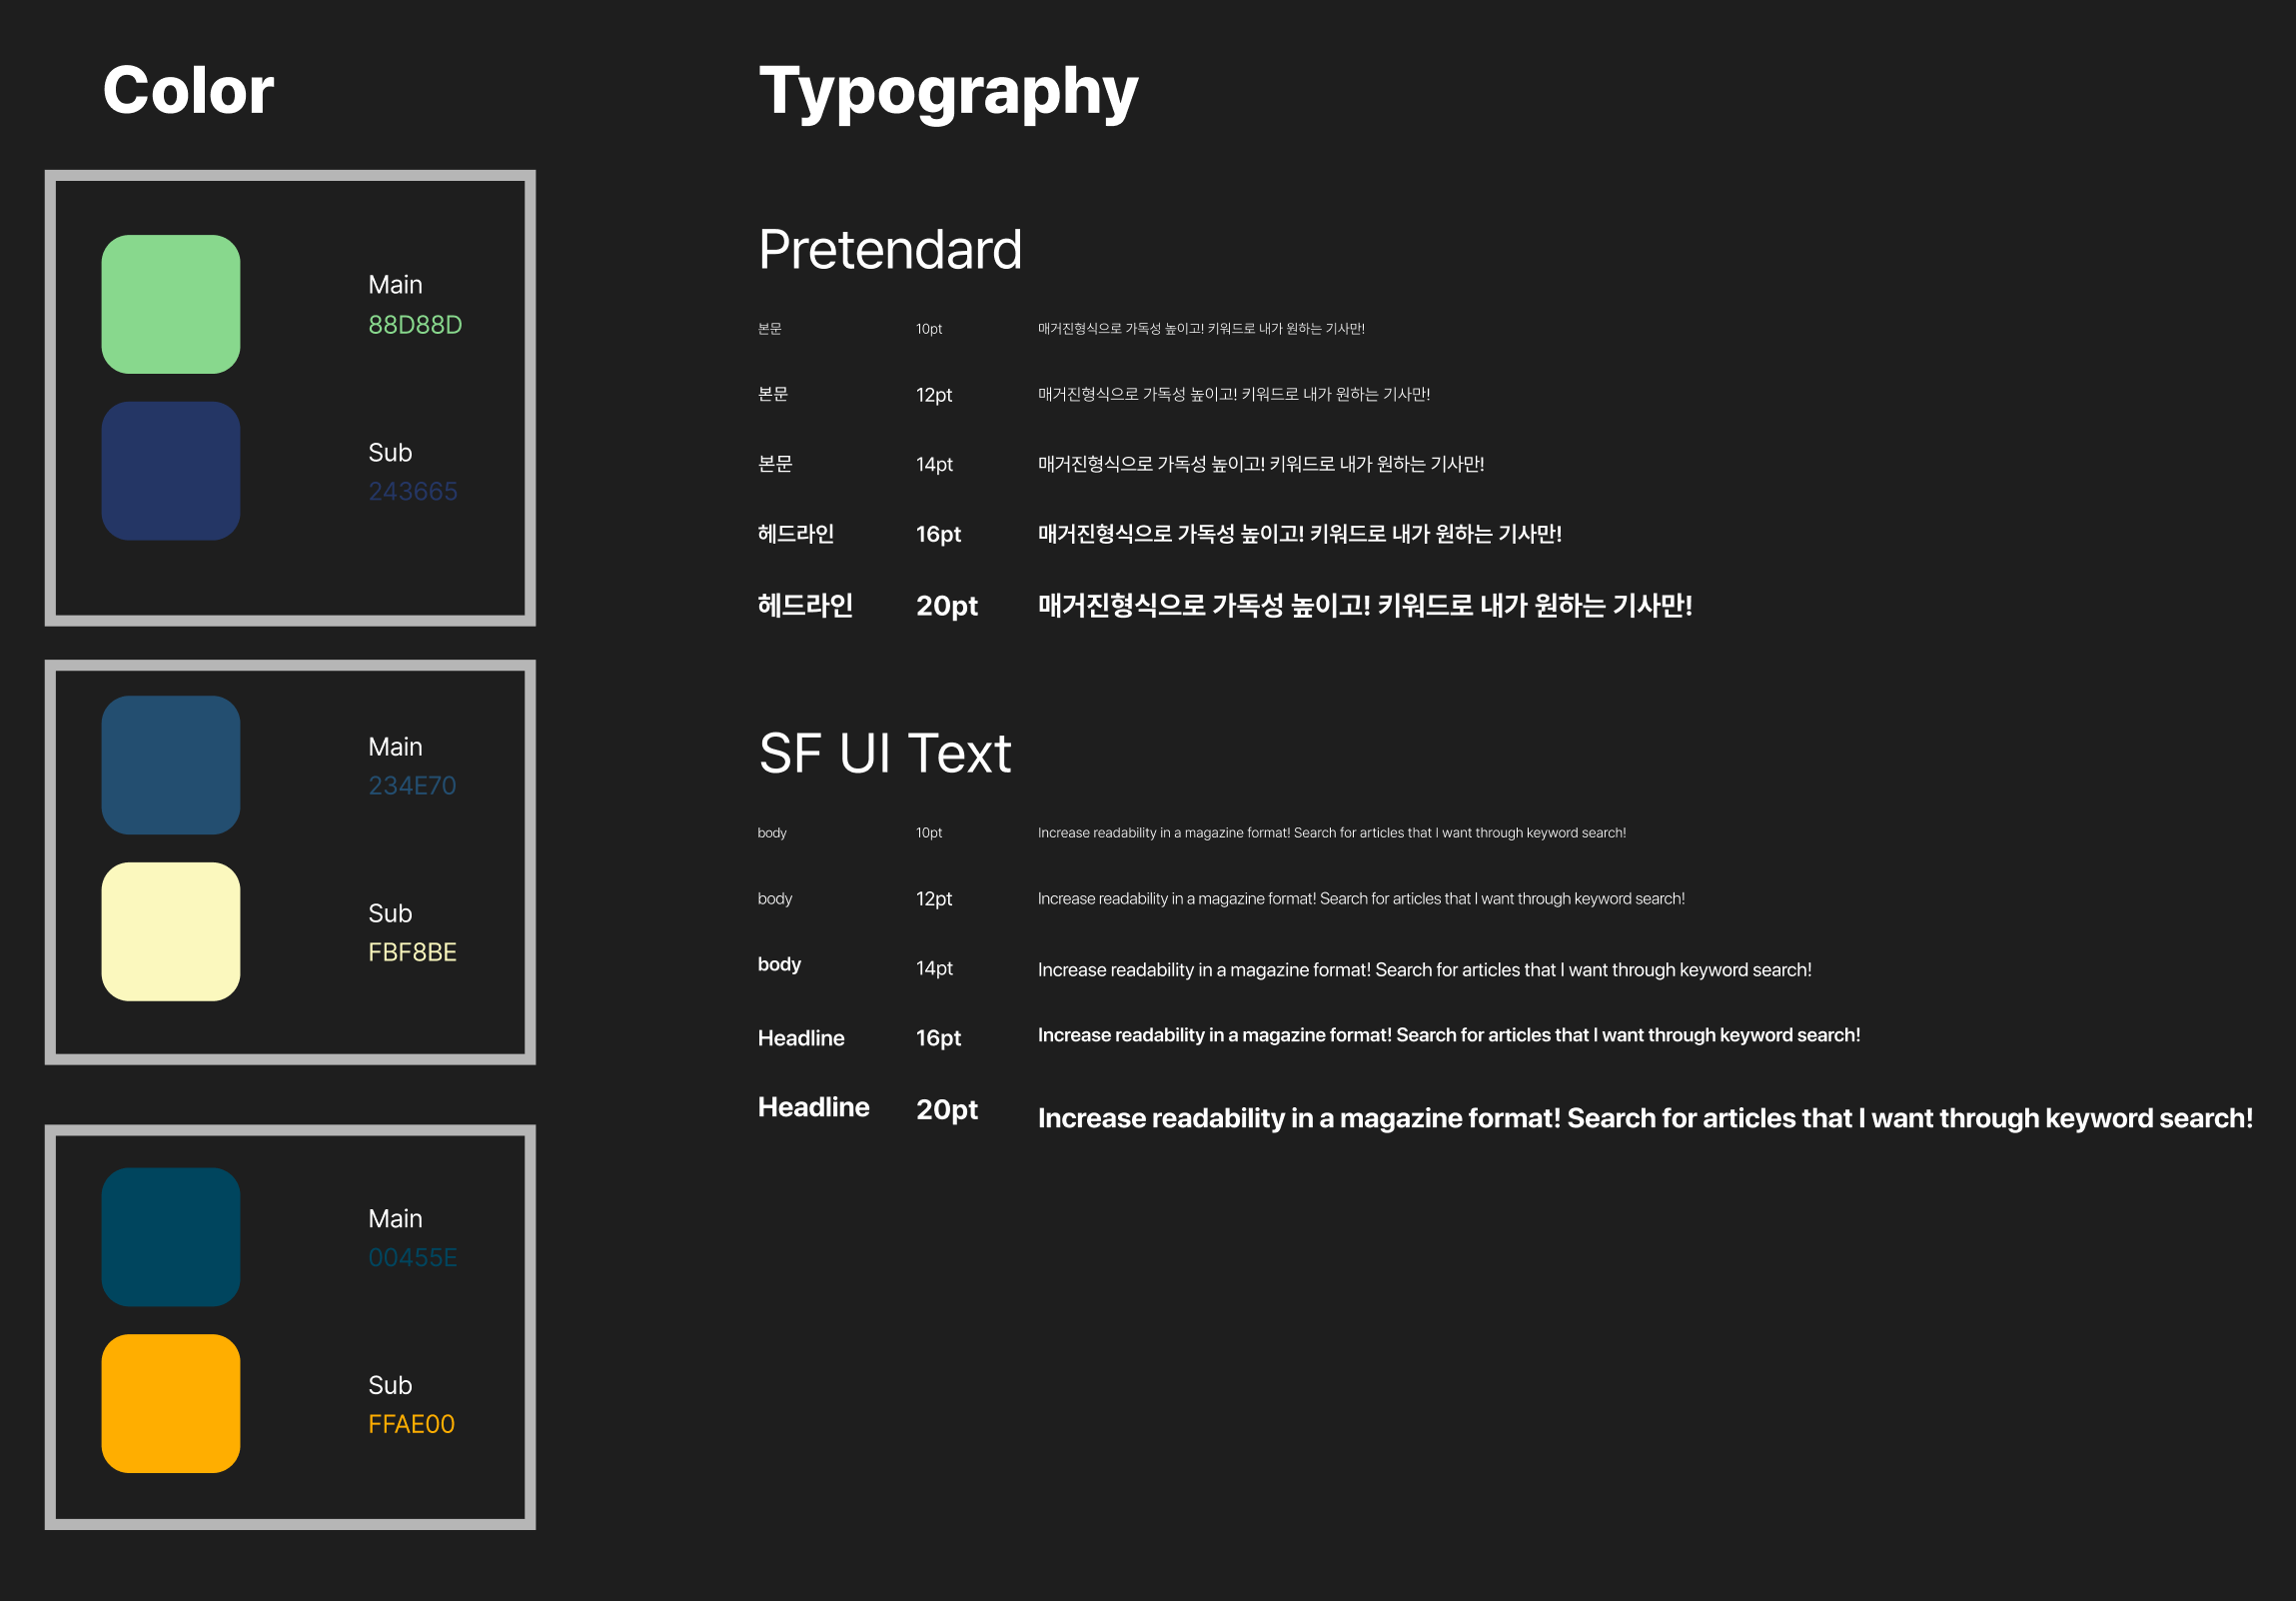 Color
Main
88D88D
Sub
243665
Main
234E70
Sub
FBF8BE
Main
00455E
Sub
FFAE00
Typography
Pretendard
본문 10pt 매거진형식으로 가독성 높이고! 키워드로 내가 원하는 기사만!
본문 12pt 매거진형식으로 가독성 높이고! 키워드로 내가 원하는 기사만!
본문 14pt 매거진형식으로 가독성 높이고! 키워드로 내가 원하는 기사만!
헤드라인 16pt 매거진형식으로 가독성 높이고! 키워드로 내가 원하는 기사만!
헤드라인 20pt 매거진형식으로 가독성 높이고! 키워드로 내가 원하는 기사만!
SF UI Text
body 10pt Increase readability in a magazine format! Search for articles that I want through keyword search!
body 12pt Increase readability in a magazine format! Search for articles that I want through keyword search!
body 14pt Increase readability in a magazine format! Search for articles that I want through keyword search!
Headline 16pt Increase readability in a magazine format! Search for articles that I want through keyword search!
Headline 20pt Increase readability in a magazine format! Search for articles that I want through keyword search!